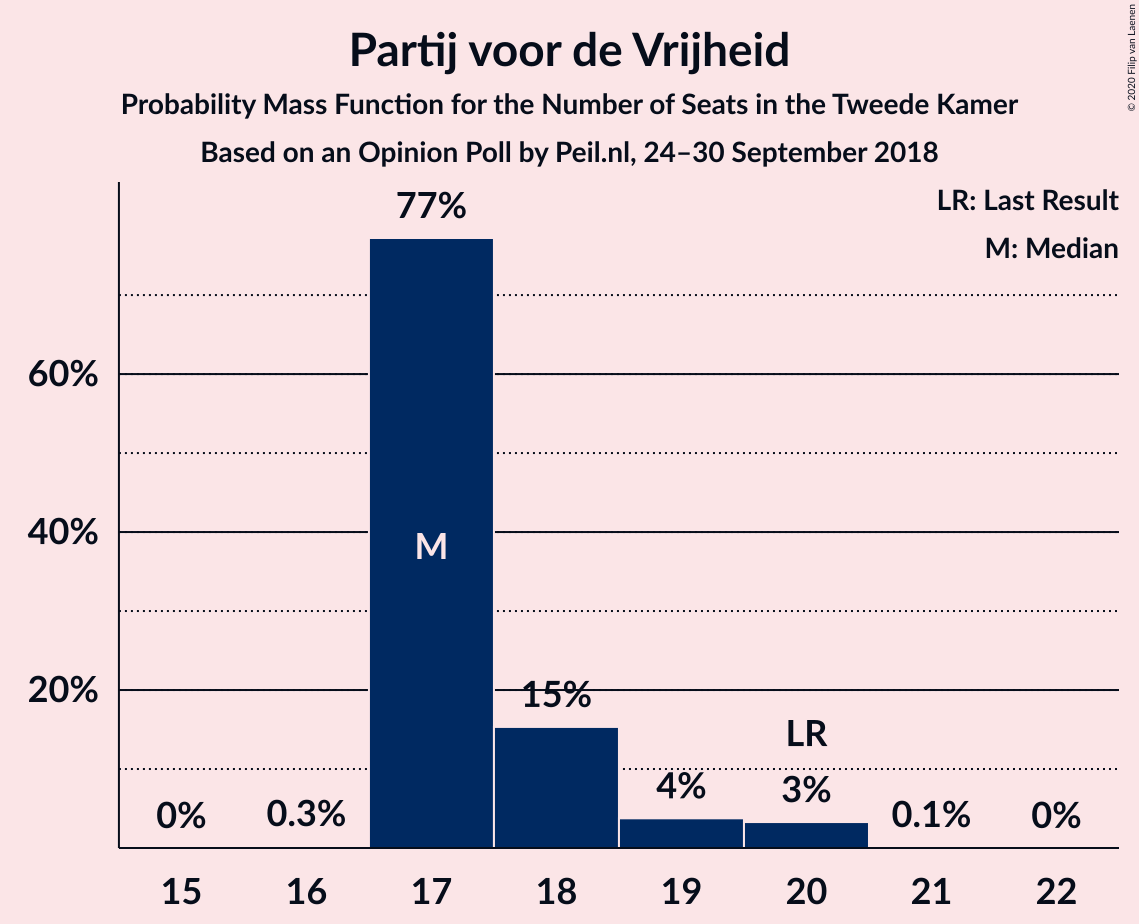 Partij voor de Vrijheid
Probability Mass Function for the Number of Seats in the Tweede Kamer
Based on an Opinion Poll by Peil.nl, 24–30 September 2018
© 2020 Filip van Laenen
LR: Last Result
M: Median
77%
60%
40%
20%
M
15%
LR
0%
0.3%
4%
3%
0.1%
0%
15 16 17 18 19 20 21 22